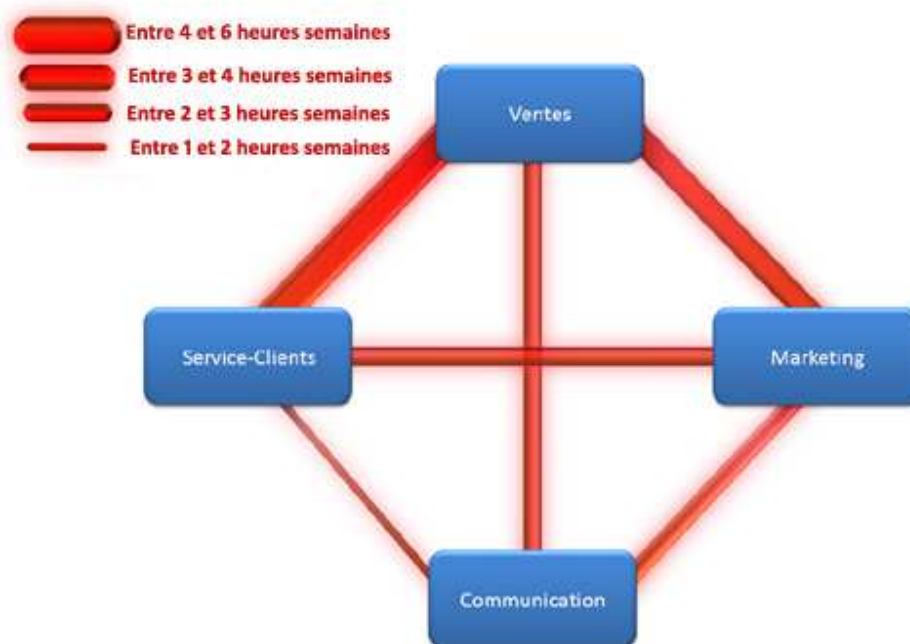 Entre 4 et 6 heures semaines
Entre 3 et 4 heures semaines
Entre 2 et 3 heures semaines
Entre 1 et 2 heures semaines
Ventes
Service-Clients
Marketing
Communication